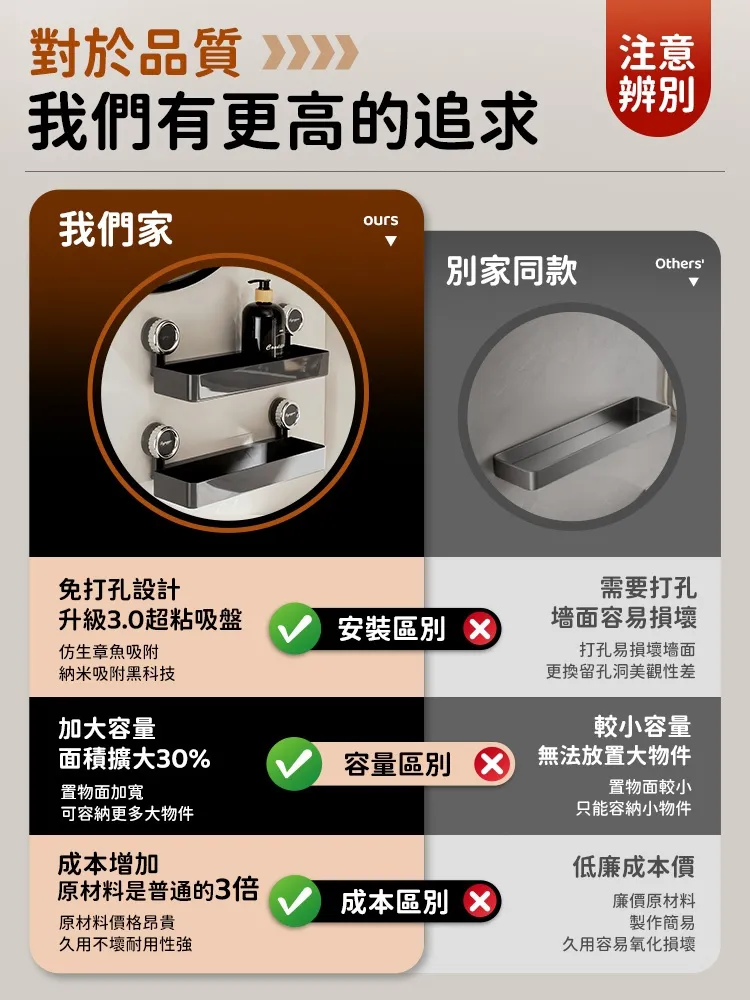 對於品質
我們有更高的追求
注意
辨別
我們家
ours
別家同款
Others'
免打孔設計
升級3.0超粘吸盤
仿生章魚吸附
納米吸附黑科技
安裝區別
需要打孔
墻面容易損壞
打孔易損壞墻面
更換留孔洞美觀性差
加大容量
面積擴大30%
置物面加寬
可容納更多大物件
容量區別
較小容量
無法放置大物件
置物面較小
只能容納小物件
成本增加
原材料是普通的3倍
原材料價格昂貴
久用不壞耐用性強
成本區別
低廉成本價
廉價原材料
製作簡易
久用容易氧化損壞